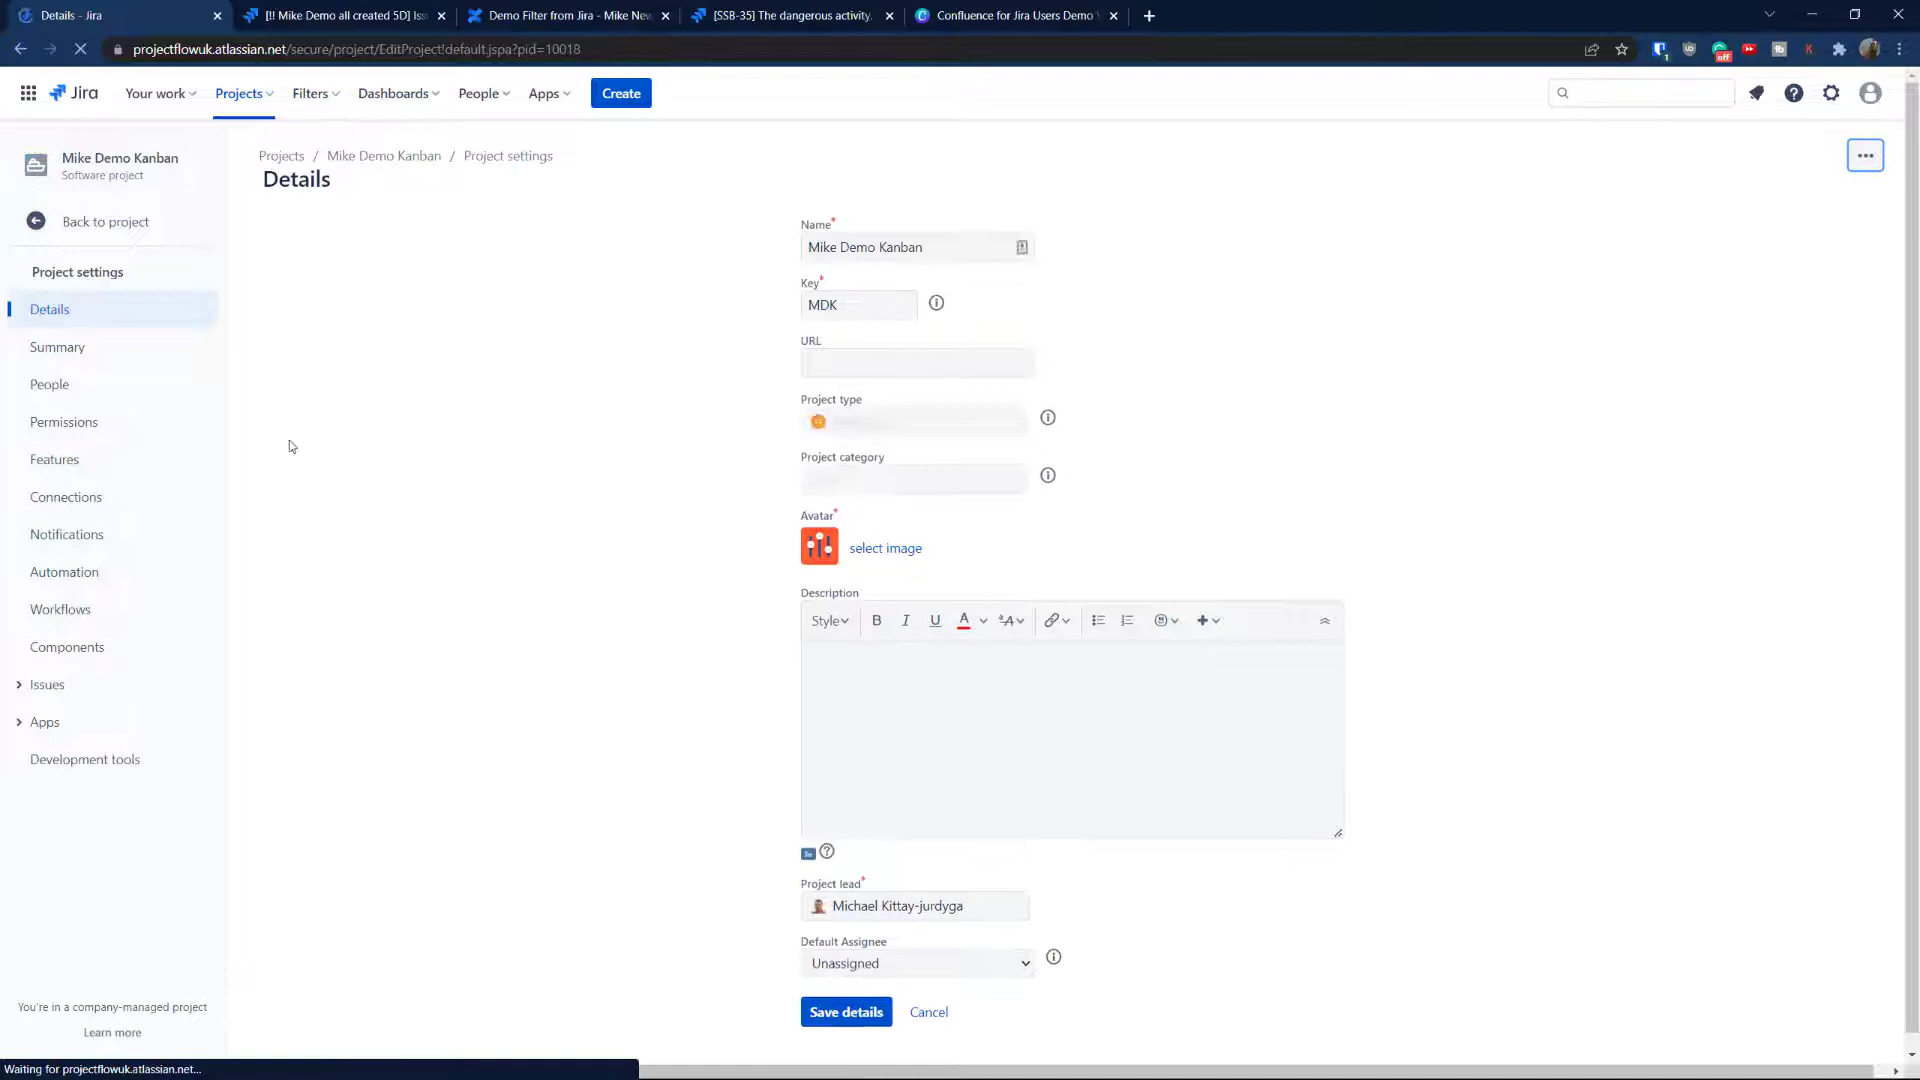 Details - Jira
[!! Mike Demo all created 5D] Iss
Demo Filter from Jira - Mike New
[SSB-35] The dangerous activity,
Confluence for Jira Users Demo
projectflowuk.atlassian.net/secure/project/EditProject!default.jspa?pid=10018
off
Jira
Your work
Projects
Filters
Dashboards
People
Apps
Create
Mike Demo Kanban
Software project
Back to project
Project settings
Details
Summary
People
Permissions
Features
Connections
Notifications
Automation
Workflows
Components
Issues
Apps
Development tools
You're in a company-managed project
Learn more
Projects / Mike Demo Kanban / Project settings
Details
Name*
Mike Demo Kanban
Key*
MDK
URL
Project type
Project category
Avatar*
select image
Description
Style B I U A
Project lead*
Michael Kittay-jurdyga
Default Assignee
Unassigned
Save details
Cancel
Waiting for projectflowuk.atlassian.net...